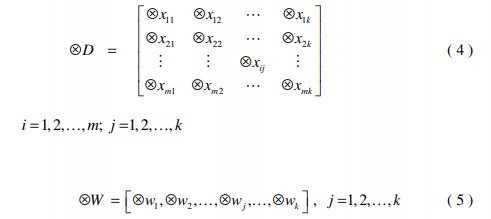 ⊗x₁₁ ⊗x₁₂ ⋯ ⊗x₁ₖ
⊗x₂₁ ⊗x₂₂ ⋯ ⊗x₂ₖ
⊗D = [ ⋮ ⋮ ⊗xᵢⱼ ⋮ ] ( 4 )
⊗xₘ₁ ⊗xₘ₂ ⋯ ⊗xₘₖ
i = 1, 2, …, m; j = 1, 2, …, k
⊗W = [⊗w₁, ⊗w₂, …, ⊗wⱼ, …, ⊗wₖ] , j = 1, 2, …, k ( 5 )